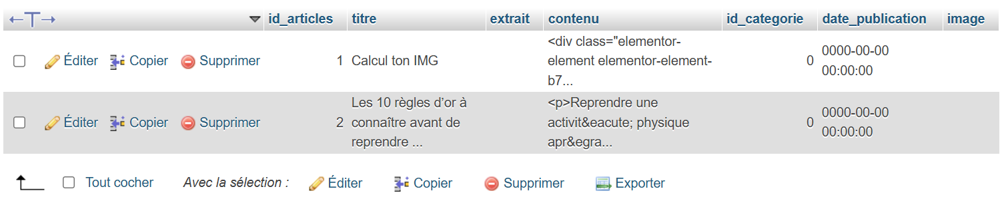 id_articles titre extrait contenu id_categorie date_publication image
Éditer Copier Supprimer 1 Calcul ton IMG <div class="elementor-
element elementor-element-
b7... 0 0000-00-00
00:00:00
Éditer Copier Supprimer 2 Les 10 règles d’or à
connaître avant de
reprendre ... <p>Reprendre une
activit&eacute; physique
apr&egra... 0 0000-00-00
00:00:00
Tout cocher Avec la sélection : Éditer Copier Supprimer Exporter